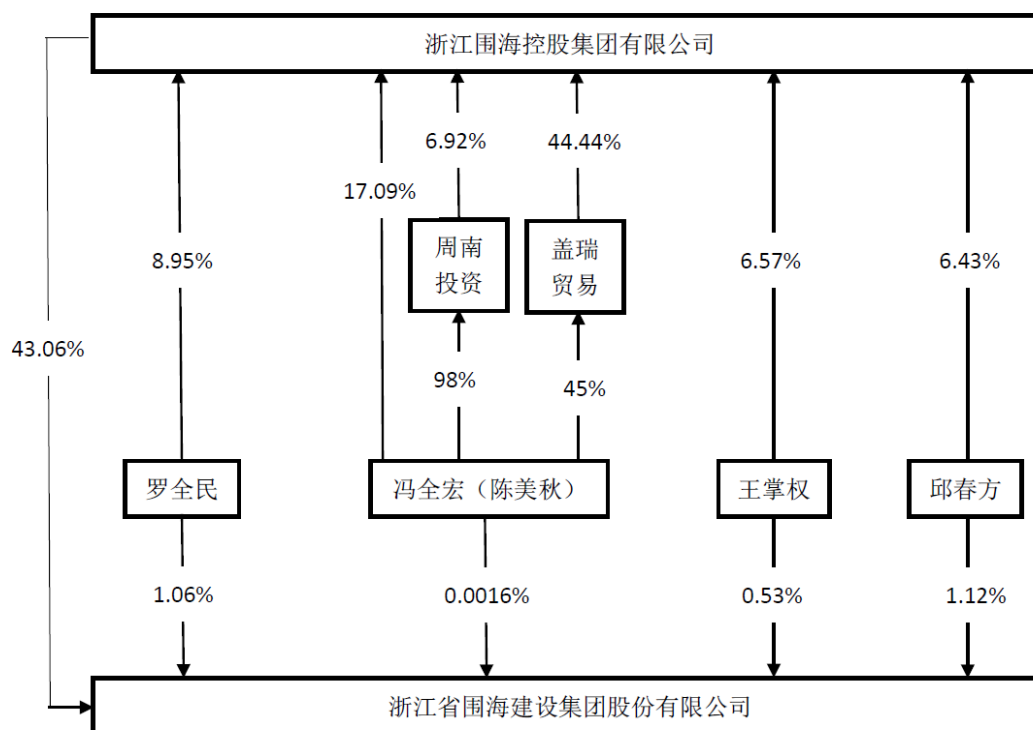 浙江围海控股集团有限公司
6.92%
44.44%
17.09%
周南
投资
盖瑞
贸易
8.95%
6.57%
6.43%
43.06%
98%
45%
罗全民
冯全宏（陈美秋）
王掌权
邱春方
1.06%
0.0016%
0.53%
1.12%
浙江省围海建设集团股份有限公司